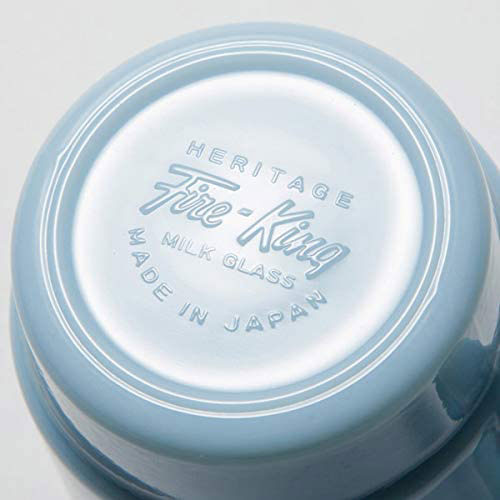 HERITAGE
Fire-King
MILK GLASS
MADE IN JAPAN